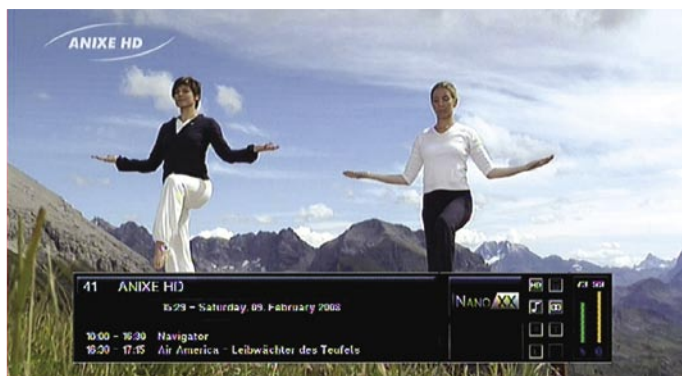 ANIXE HD
41 ANIXE HD
15:29 - Saturday, 09. February 2008
NANO XX
HD
10:00 - 16:30 Navigator
16:30 - 17:15 Air America - Leibwächter des Teufels